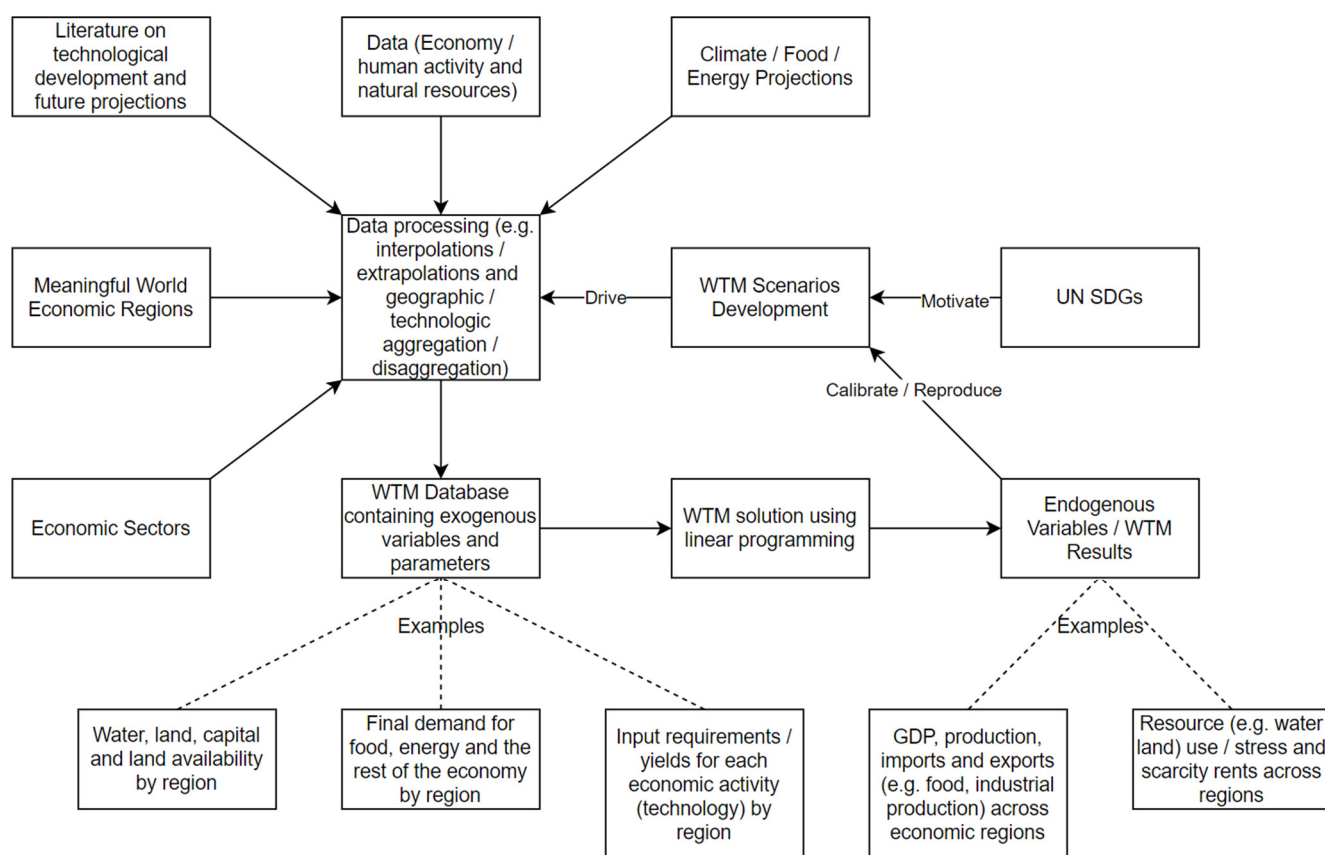 Literature on
technological
development and
future projections
Data (Economy /
human activity and
natural resources)
Climate / Food /
Energy Projections
Meaningful World
Economic Regions
Data processing (e.g.
interpolations /
extrapolations and
geographic /
technologic
aggregation /
disaggregation)
Drive
WTM Scenarios
Development
Motivate
UN SDGs
Calibrate / Reproduce
Economic Sectors
WTM Database
containing exogenous
variables and
parameters
WTM solution using
linear programming
Endogenous
Variables / WTM
Results
Examples
Examples
Water, land, capital
and land availability
by region
Final demand for
food, energy and the
rest of the economy
by region
Input requirements /
yields for each
economic activity
(technology) by
region
GDP, production,
imports and exports
(e.g. food, industrial
production) across
economic regions
Resource (e.g. water
land) use / stress and
scarcity rents across
regions